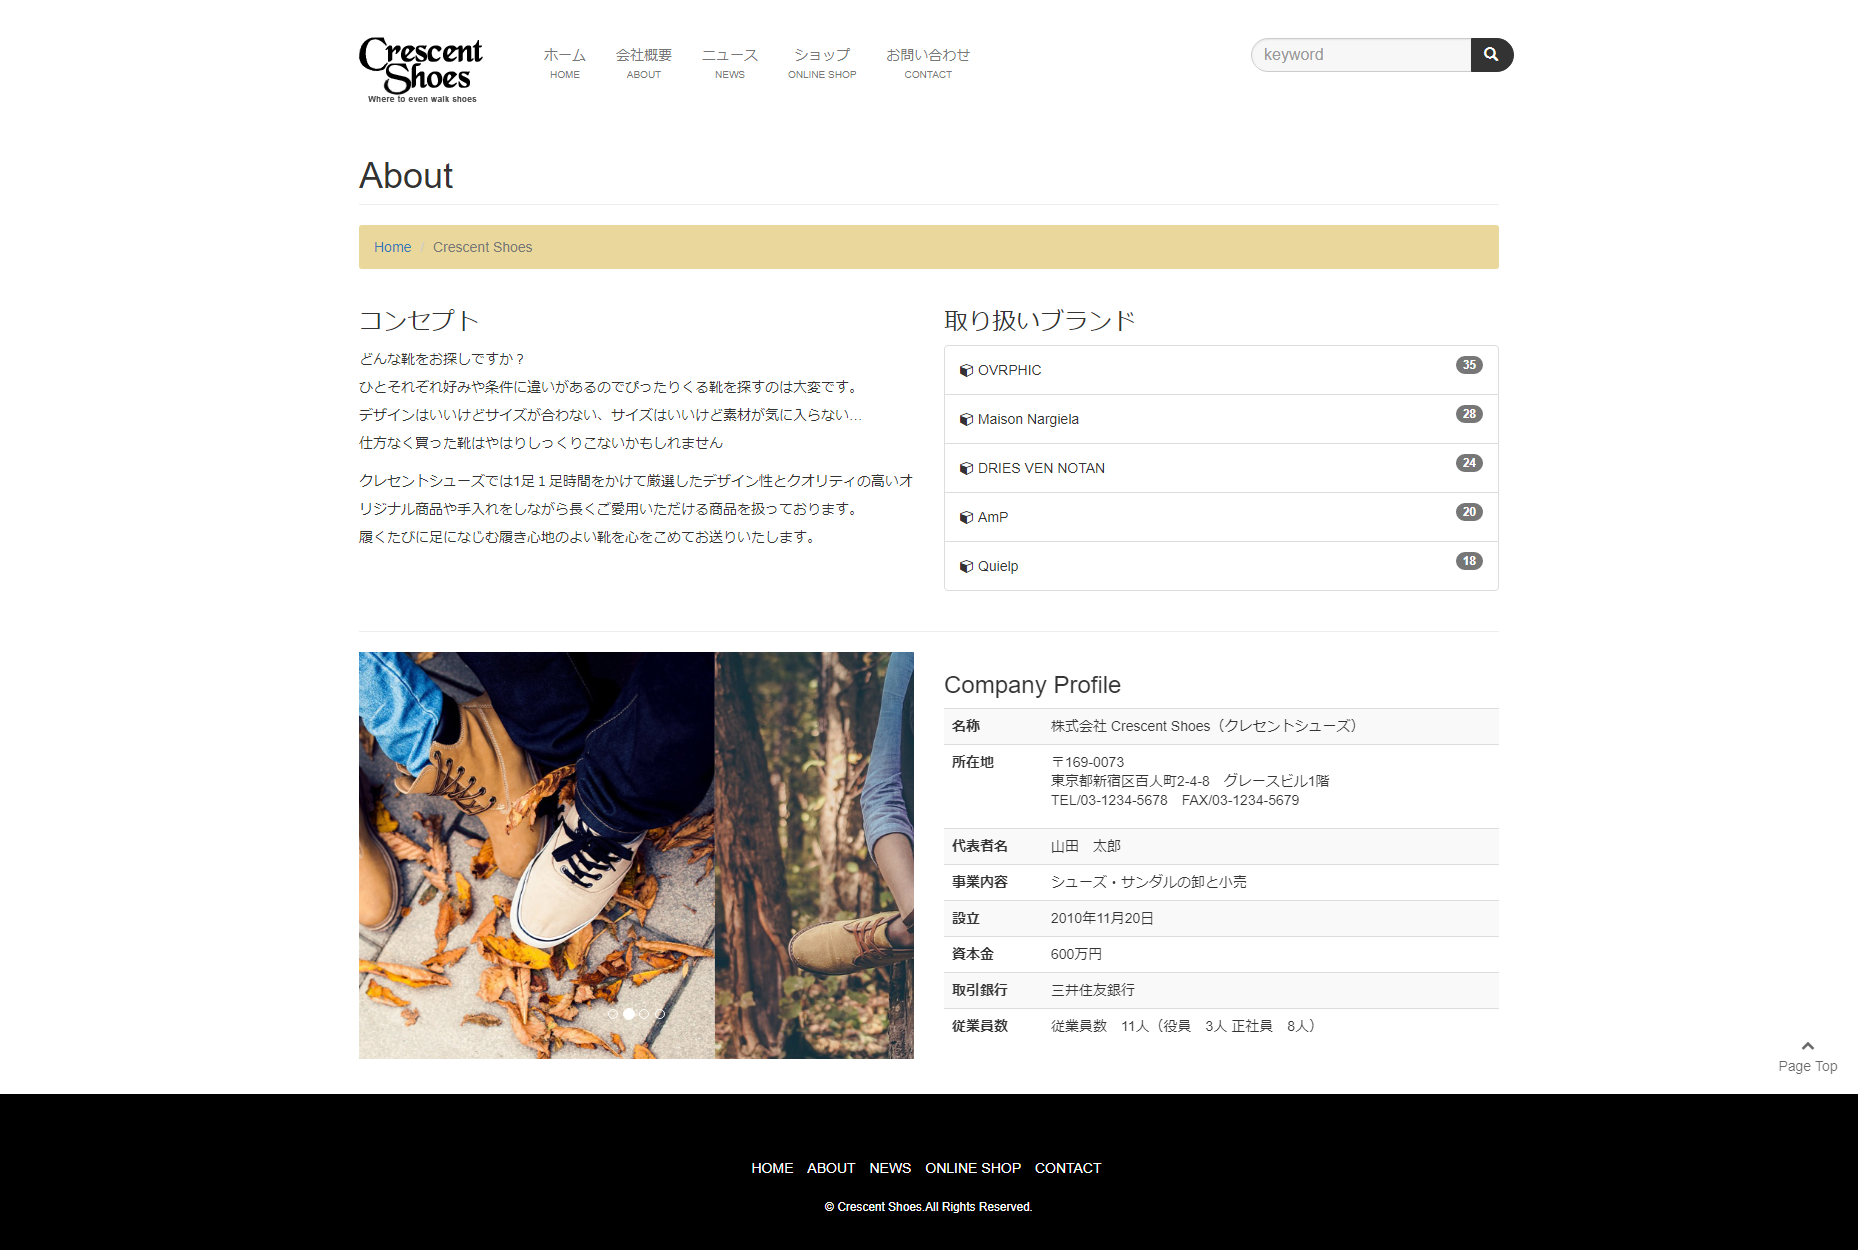 Crescent
Shoes
Where to even walk shoes
ホーム
HOME
会社概要
ABOUT
ニュース
NEWS
ショップ
ONLINE SHOP
お問い合わせ
CONTACT
keyword
About
Home / Crescent Shoes
コンセプト
どんな靴をお探しですか？
ひとそれぞれ好みや条件に違いがあるのでぴったりくる靴を探すのは大変です。
デザインはいいけどサイズが合わない、サイズはいいけど素材が気に入らない…
仕方なく買った靴はやはりしっくりこないかもしれません
クレセントシューズでは1足１足時間をかけて厳選したデザイン性とクオリティの高いオ
リジナル商品や手入れをしながら長くご愛用いただける商品を扱っております。
履くたびに足になじむ履き心地のよい靴を心をこめてお送りいたします。
取り扱いブランド
OVRPHIC 35
Maison Nargiela 28
DRIES VEN NOTAN 24
AmP 20
Quielp 18
Company Profile
名称 株式会社 Crescent Shoes（クレセントシューズ）
所在地 〒169-0073
東京都新宿区百人町2-4-8　グレースビル1階
TEL/03-1234-5678　FAX/03-1234-5679
代表者名 山田　太郎
事業内容 シューズ・サンダルの卸と小売
設立 2010年11月20日
資本金 600万円
取引銀行 三井住友銀行
従業員数 従業員数　11人（役員　3人 正社員　8人）
Page Top
HOME ABOUT NEWS ONLINE SHOP CONTACT
© Crescent Shoes.All Rights Reserved.